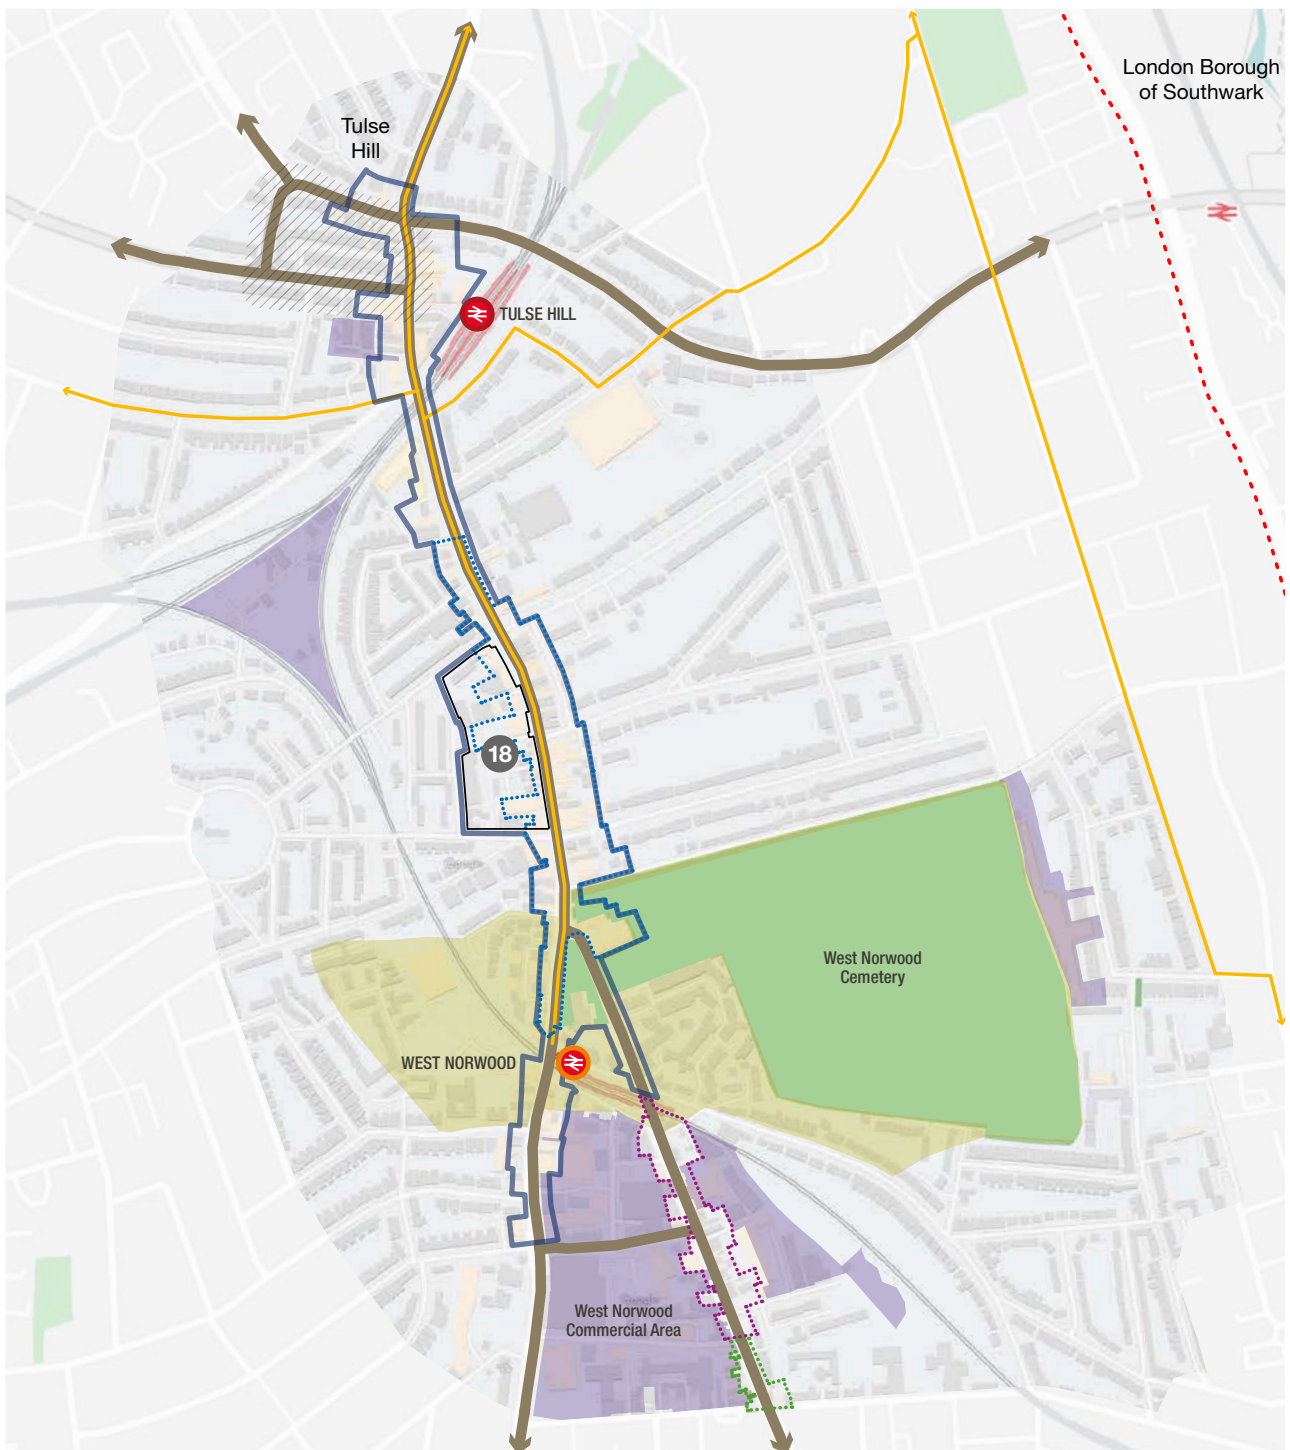 London Borough
of Southwark
Tulse
Hill
TULSE HILL
18
West Norwood
Cemetery
WEST NORWOOD
West Norwood
Commercial Area